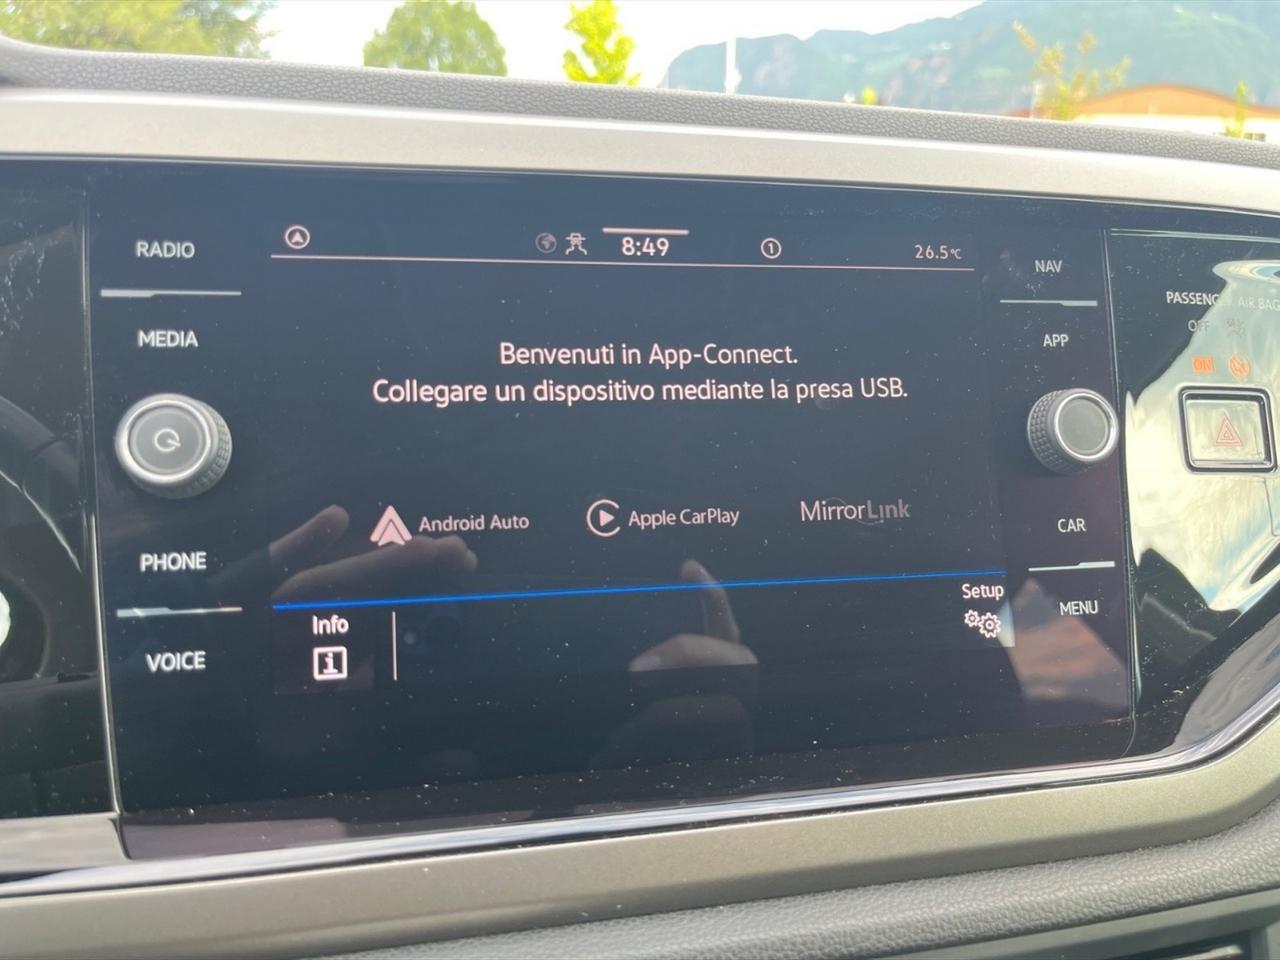 RADIO
MEDIA
PHONE
VOICE
8:49
1
26.5°C
Benvenuti in App-Connect.
Collegare un dispositivo mediante la presa USB.
Android Auto
Apple CarPlay
MirrorLink
Info
i
Setup
NAV
APP
CAR
MENU
PASSENGER AIR BAG
OFF
ON